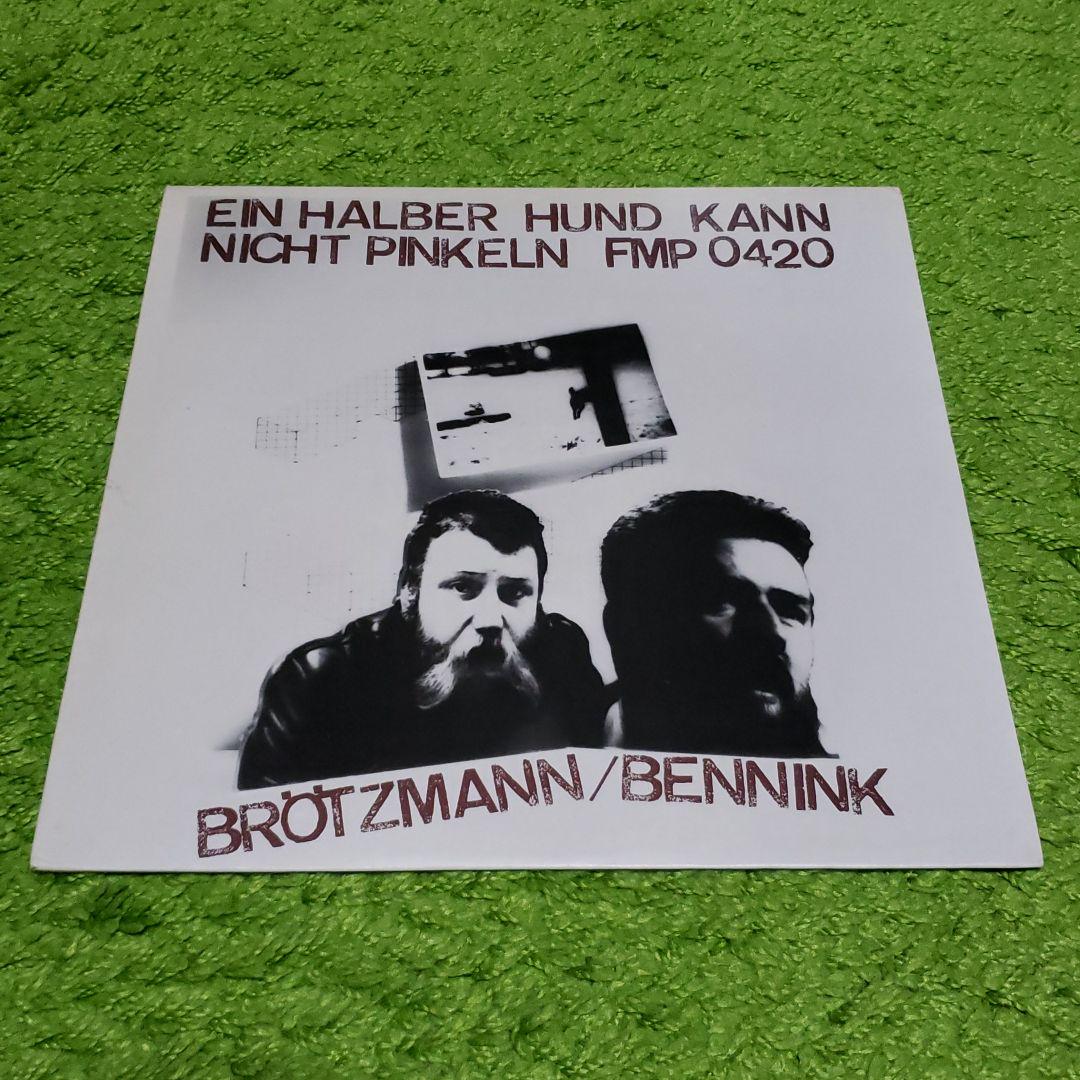 EIN HALBER HUND KANN
NICHT PINKELN FMP 0420
BRÖTZMANN/BENNINK